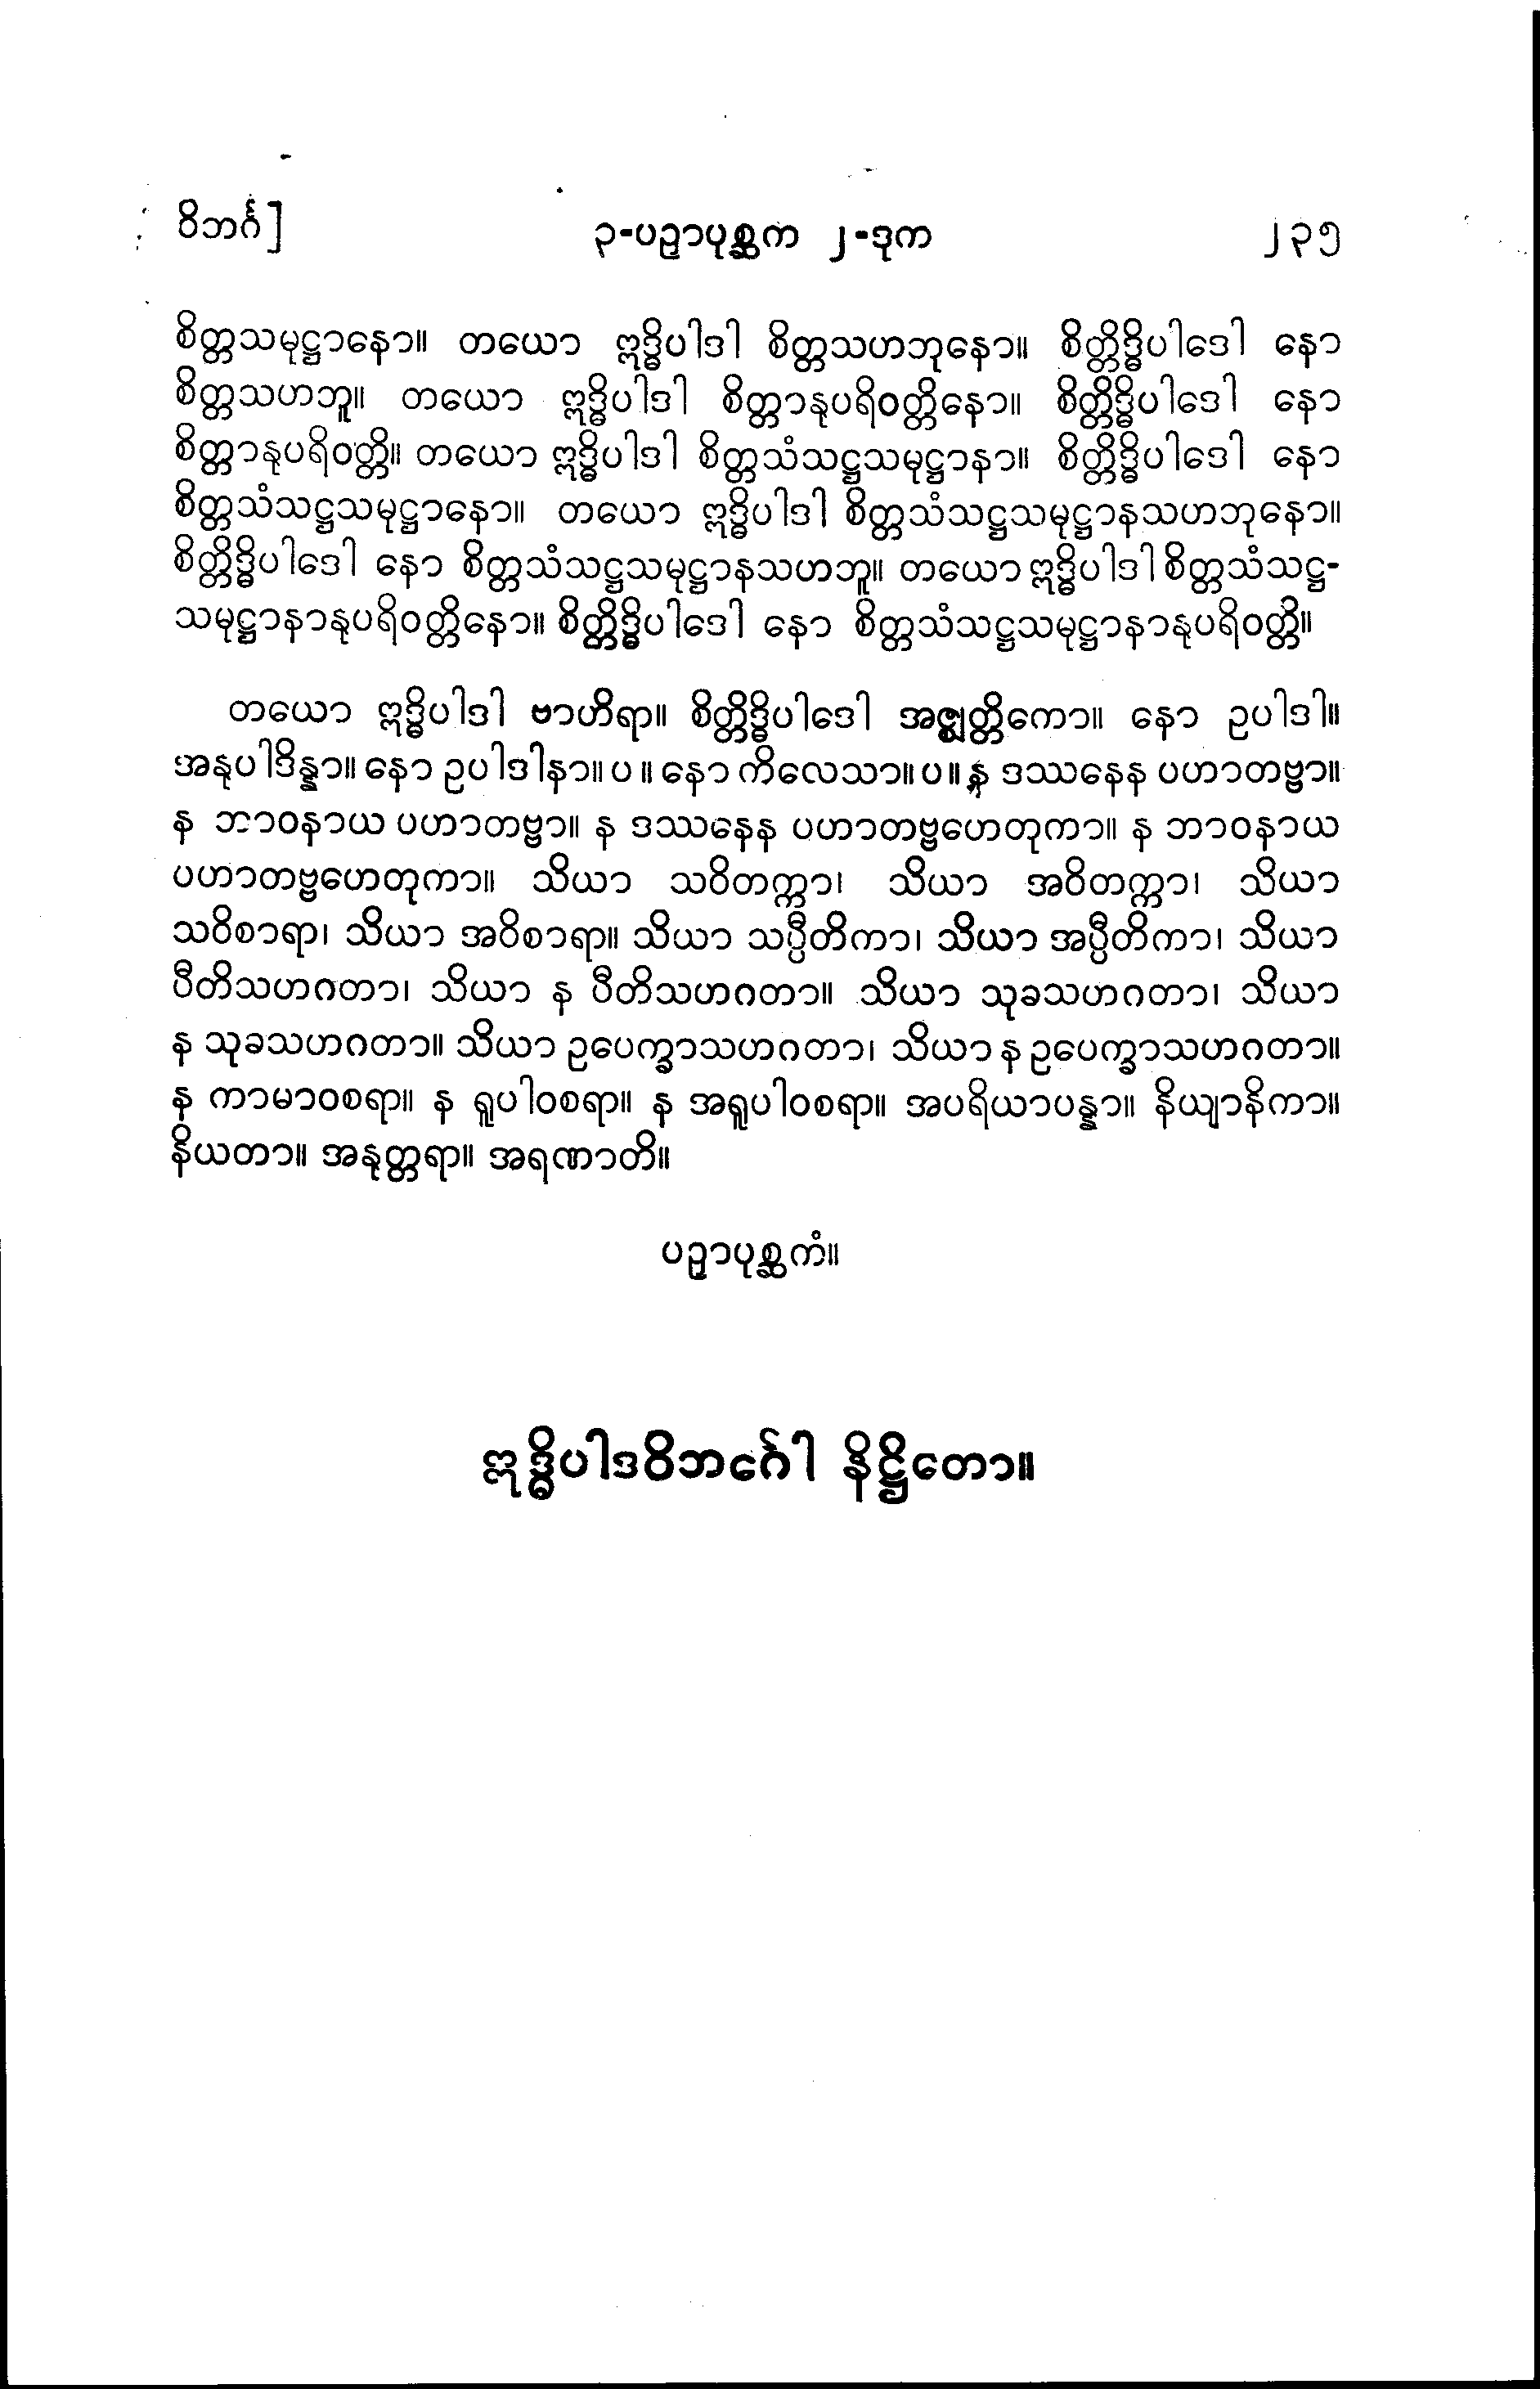 ဝိဘင်္ဂ]
၃-ပဉှာပုစ္ဆက ၂-ဒုက
၂၃၅
စိတ္တသမုဋ္ဌာနော။ တယော ဣဒ္ဓိပါဒါ စိတ္တသဟဘုနော။ စိတ္တိဒ္ဓိပါဒေါ နော
စိတ္တသဟဘူ။ တယော ဣဒ္ဓိပါဒါ စိတ္တာနုပရိဝတ္တိနော။ စိတ္တိဒ္ဓိပါဒေါ နော
စိတ္တာနုပရိဝတ္တိ။ တယော ဣဒ္ဓိပါဒါ စိတ္တသံသဋ္ဌသမုဋ္ဌာနာ။ စိတ္တိဒ္ဓိပါဒေါ နော
စိတ္တသံသဋ္ဌသမုဋ္ဌာနော။ တယော ဣဒ္ဓိပါဒါ စိတ္တသံသဋ္ဌသမုဋ္ဌာနသဟဘုနော။
စိတ္တိဒ္ဓိပါဒေါ နော စိတ္တသံသဋ္ဌသမုဋ္ဌာနသဟဘူ။ တယော ဣဒ္ဓိပါဒါ စိတ္တသံသဋ္ဌ-
သမုဋ္ဌာနာနုပရိဝတ္တိနော။ စိတ္တိဒ္ဓိပါဒေါ နော စိတ္တသံသဋ္ဌသမုဋ္ဌာနာနုပရိဝတ္တိ။
တယော ဣဒ္ဓိပါဒါ ဗာဟိရာ။ စိတ္တိဒ္ဓိပါဒေါ အဇ္ဈတ္တိကော။ နော ဥပါဒါ။
အနုပါဒိန္နာ။ နော ဥပါဒါနာ။ ပ ။ နော ကိလေသာ။ ပ ။ န ဒဿနေန ပဟာတဗ္ဗာ။
န ဘာဝနာယ ပဟာတဗ္ဗာ။ န ဒဿနေန ပဟာတဗ္ဗဟေတုကာ။ န ဘာဝနာယ
ပဟာတဗ္ဗဟေတုကာ။ သိယာ သဝိတက္ကာ၊ သိယာ အဝိတက္ကာ၊ သိယာ
သဝိစာရာ၊ သိယာ အဝိစာရာ။ သိယာ သပ္ပီတိကာ၊ သိယာ အပ္ပီတိကာ၊ သိယာ
ပီတိသဟဂတာ၊ သိယာ န ပီတိသဟဂတာ။ သိယာ သုခသဟဂတာ၊ သိယာ
န သုခသဟဂတာ။ သိယာ ဥပေက္ခာသဟဂတာ၊ သိယာ န ဥပေက္ခာသဟဂတာ။
န ကာမာဝစရာ။ န ရူပါဝစရာ။ န အရူပါဝစရာ။ အပရိယာပန္နာ။ နိယျာနိကာ။
နိယတာ။ အနုတ္တရာ။ အရဏာတိ။
ပဉှာပုစ္ဆကံ။
ဣဒ္ဓိပါဒဝိဘင်္ဂေါ နိဋ္ဌိတော။